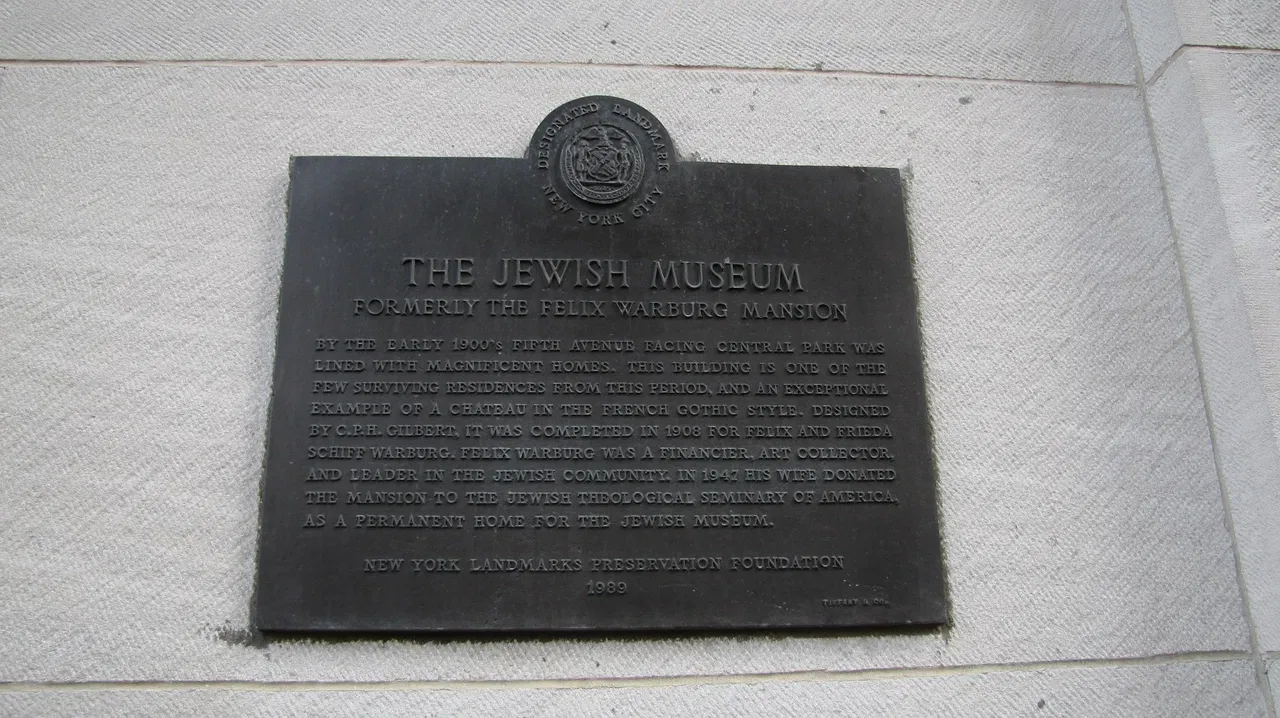 DESIGNATED LANDMARK
NEW YORK CITY
THE JEWISH MUSEUM
FORMERLY THE FELIX WARBURG MANSION
BY THE EARLY 1900's FIFTH AVENUE FACING CENTRAL PARK WAS
LINED WITH MAGNIFICENT HOMES. THIS BUILDING IS ONE OF THE
FEW SURVIVING RESIDENCES FROM THIS PERIOD, AND AN EXCEPTIONAL
EXAMPLE OF A CHATEAU IN THE FRENCH GOTHIC STYLE. DESIGNED
BY C.P.H. GILBERT, IT WAS COMPLETED IN 1908 FOR FELIX AND FRIEDA
SCHIFF WARBURG. FELIX WARBURG WAS A FINANCIER, ART COLLECTOR,
AND LEADER IN THE JEWISH COMMUNITY. IN 1947 HIS WIFE DONATED
THE MANSION TO THE JEWISH THEOLOGICAL SEMINARY OF AMERICA,
AS A PERMANENT HOME FOR THE JEWISH MUSEUM.
NEW YORK LANDMARKS PRESERVATION FOUNDATION
1989
TIFFANY & CO.